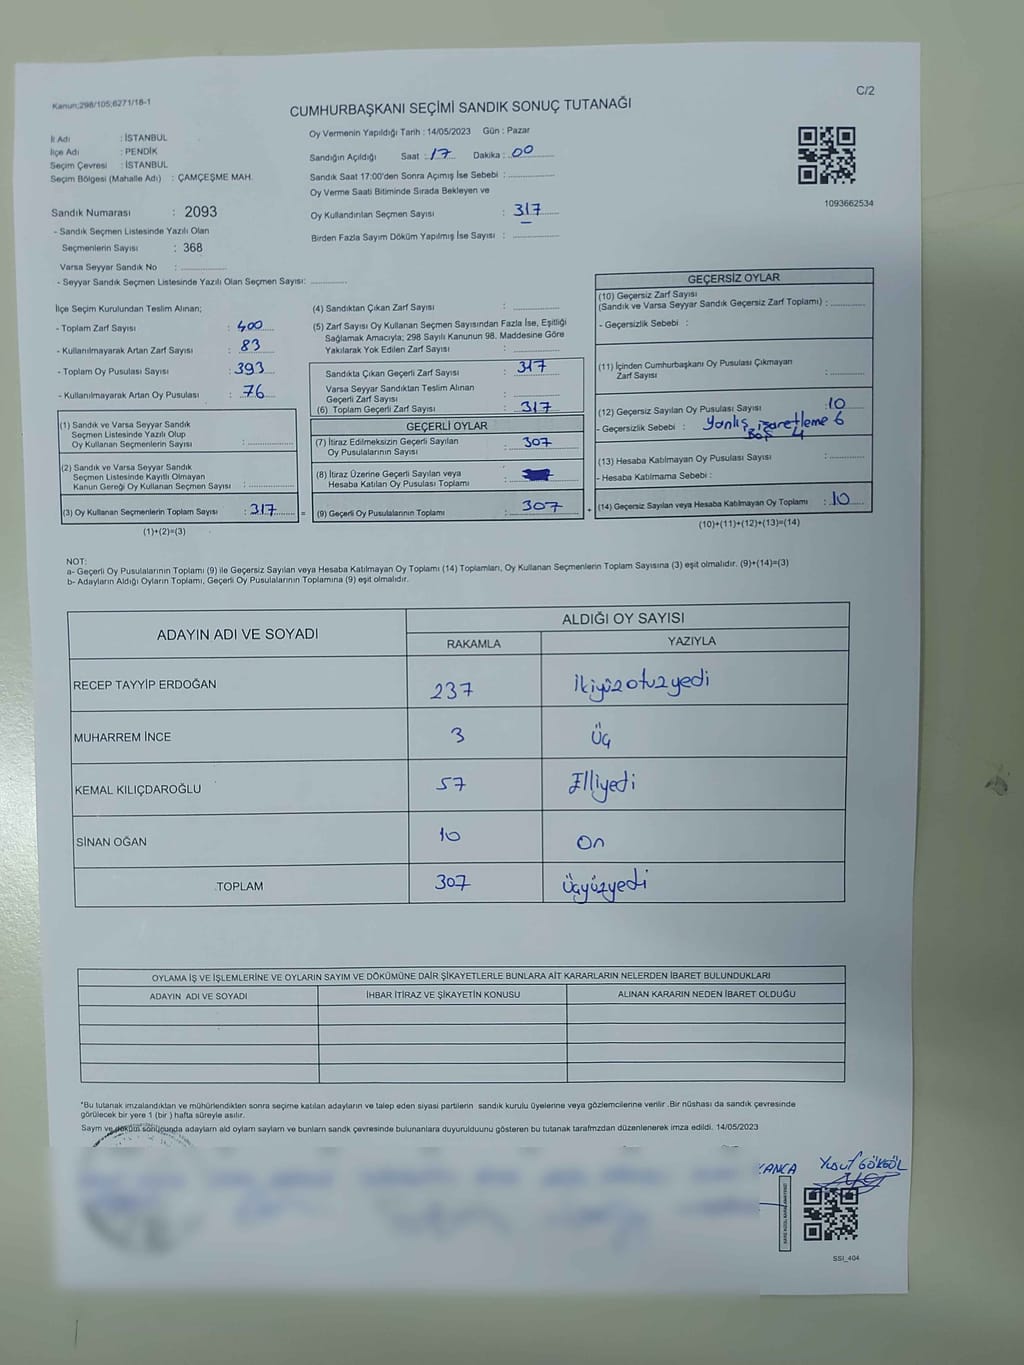 Kanun;298/105;6271/18-1
C/2
CUMHURBAŞKANI SEÇİMİ SANDIK SONUÇ TUTANAĞI
İl Adı : İSTANBUL
İlçe Adı : PENDİK
Seçim Çevresi : İSTANBUL
Seçim Bölgesi (Mahalle Adı) : ÇAMÇEŞME MAH.
Sandık Numarası : 2093
- Sandık Seçmen Listesinde Yazılı Olan
Seçmenlerin Sayısı : 368
Varsa Seyyar Sandık No : ..............
- Seyyar Sandık Seçmen Listesinde Yazılı Olan Seçmen Sayısı: ............
Oy Vermenin Yapıldığı Tarih : 14/05/2023 Gün : Pazar
Sandığın Açıldığı Saat : 17 Dakika : 00
Sandık Saat 17:00'den Sonra Açımış İse Sebebi : ..............
Oy Verme Saati Bitiminde Sırada Bekleyen ve
Oy Kullandırılan Seçmen Sayısı : 317
Birden Fazla Sayım Döküm Yapılmış İse Sayısı : ..............
1093662534
İlçe Seçim Kurulundan Teslim Alınan;
- Toplam Zarf Sayısı : 400
- Kullanılmayarak Artan Zarf Sayısı : 83
- Toplam Oy Pusulası Sayısı : 393
- Kullanılmayarak Artan Oy Pusulası : 76
(1) Sandık ve Varsa Seyyar Sandık
Seçmen Listesinde Yazılı Olup
Oy Kullanan Seçmenlerin Sayısı : ..............
(2) Sandık ve Varsa Seyyar Sandık
Seçmen Listesinde Kayıtlı Olmayan
Kanun Gereği Oy Kullanan Seçmen Sayısı : ..............
(3) Oy Kullanan Seçmenlerin Toplam Sayısı : 317 =
(1)+(2)=(3)
(4) Sandıktan Çıkan Zarf Sayısı : ..............
(5) Zarf Sayısı Oy Kullanan Seçmen Sayısından Fazla İse, Eşitliği
Sağlamak Amacıyla; 298 Sayılı Kanunun 98. Maddesine Göre
Yakılarak Yok Edilen Zarf Sayısı : ..............
Sandıkta Çıkan Geçerli Zarf Sayısı : 317
Varsa Seyyar Sandıktan Teslim Alınan
Geçerli Zarf Sayısı : ..............
(6) Toplam Geçerli Zarf Sayısı : 317
GEÇERLİ OYLAR
(7) İtiraz Edilmeksizin Geçerli Sayılan
Oy Pusulalarının Sayısı : 307
(8) İtiraz Üzerine Geçerli Sayılan veya
Hesaba Katılan Oy Pusulası Toplamı :
(9) Geçerli Oy Pusulalarının Toplamı : 307 +
GEÇERSİZ OYLAR
(10) Geçersiz Zarf Sayısı
(Sandık ve Varsa Seyyar Sandık Geçersiz Zarf Toplamı) : ............
- Geçersizlik Sebebi :
(11) İçinden Cumhurbaşkanı Oy Pusulası Çıkmayan
Zarf Sayısı : ............
(12) Geçersiz Sayılan Oy Pusulası Sayısı : 10
- Geçersizlik Sebebi : Yanlış işaretleme 6
Boş 4
(13) Hesaba Katılmayan Oy Pusulası Sayısı : ............
- Hesaba Katılmama Sebebi :
(14) Geçersiz Sayılan veya Hesaba Katılmayan Oy Toplamı : 10
(10)+(11)+(12)+(13)=(14)
NOT:
a- Geçerli Oy Pusulalarının Toplamı (9) ile Geçersiz Sayılan veya Hesaba Katılmayan Oy Toplamı (14) Toplamları, Oy Kullanan Seçmenlerin Toplam Sayısına (3) eşit olmalıdır. (9)+(14)=(3)
b- Adayların Aldığı Oyların Toplamı, Geçerli Oy Pusulalarının Toplamına (9) eşit olmalıdır.
ADAYIN ADI VE SOYADI
ALDIĞI OY SAYISI
RAKAMLA YAZIYLA
RECEP TAYYİP ERDOĞAN 237 İkiyüzotuzyedi
MUHARREM İNCE 3 Üç
KEMAL KILIÇDAROĞLU 57 Elliyedi
SİNAN OĞAN 10 On
TOPLAM 307 Üçyüzyedi
OYLAMA İŞ VE İŞLEMLERİNE VE OYLARIN SAYIM VE DÖKÜMÜNE DAİR ŞİKAYETLERLE BUNLARA AİT KARARLARIN NELERDEN İBARET BULUNDUKLARI
ADAYIN ADI VE SOYADI İHBAR İTİRAZ VE ŞİKAYETİN KONUSU ALINAN KARARIN NEDEN İBARET OLDUĞU
*Bu tutanak imzalandıktan ve mühürlendikten sonra seçime katılan adayların ve talep eden siyasi partilerin sandık kurulu üyelerine veya gözlemcilerine verilir .Bir nüshası da sandık çevresinde
görülecek bir yere 1 (bir ) hafta süreyle asılır.
Saym ve döküm sonucunda adaylarn ald oylarn saylarn ve bunlarn sandk çevresinde bulunanlara duyurulduunu gösteren bu tutanak tarafmzdan düzenlenerek imza edildi. 14/05/2023
Yusuf GÖKGÖL
SSI_404